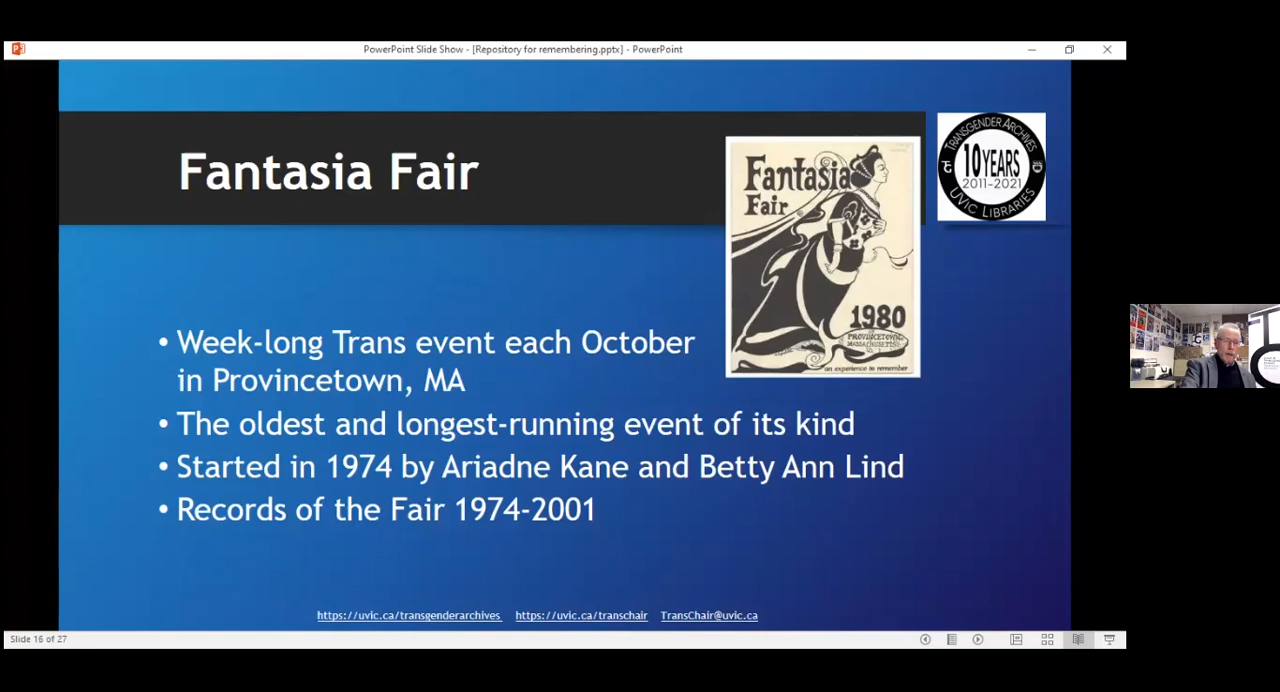 PowerPoint Slide Show - [Repository for remembering.pptx] - PowerPoint
Fantasia Fair
Fantasia
Fair
1980
PROVINCETOWN,
MASSACHUSETTS
an experience to remember
TRANSGENDER ARCHIVES
10 YEARS
2011-2021
UVIC LIBRARIES
• Week-long Trans event each October
in Provincetown, MA
• The oldest and longest-running event of its kind
• Started in 1974 by Ariadne Kane and Betty Ann Lind
• Records of the Fair 1974-2001
https://uvic.ca/transgenderarchives https://uvic.ca/transchair TransChair@uvic.ca
Slide 16 of 27